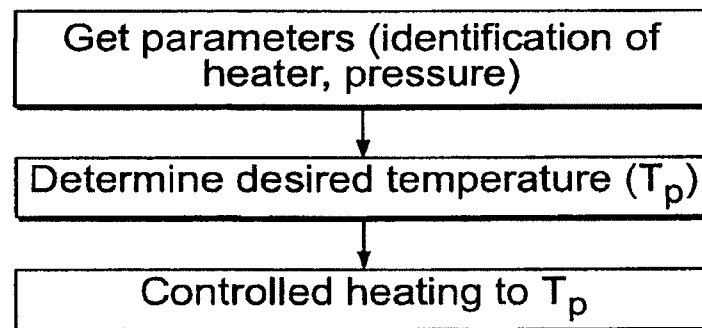 Get parameters (identification of
heater, pressure)
Determine desired temperature (Tp)
Controlled heating to Tp